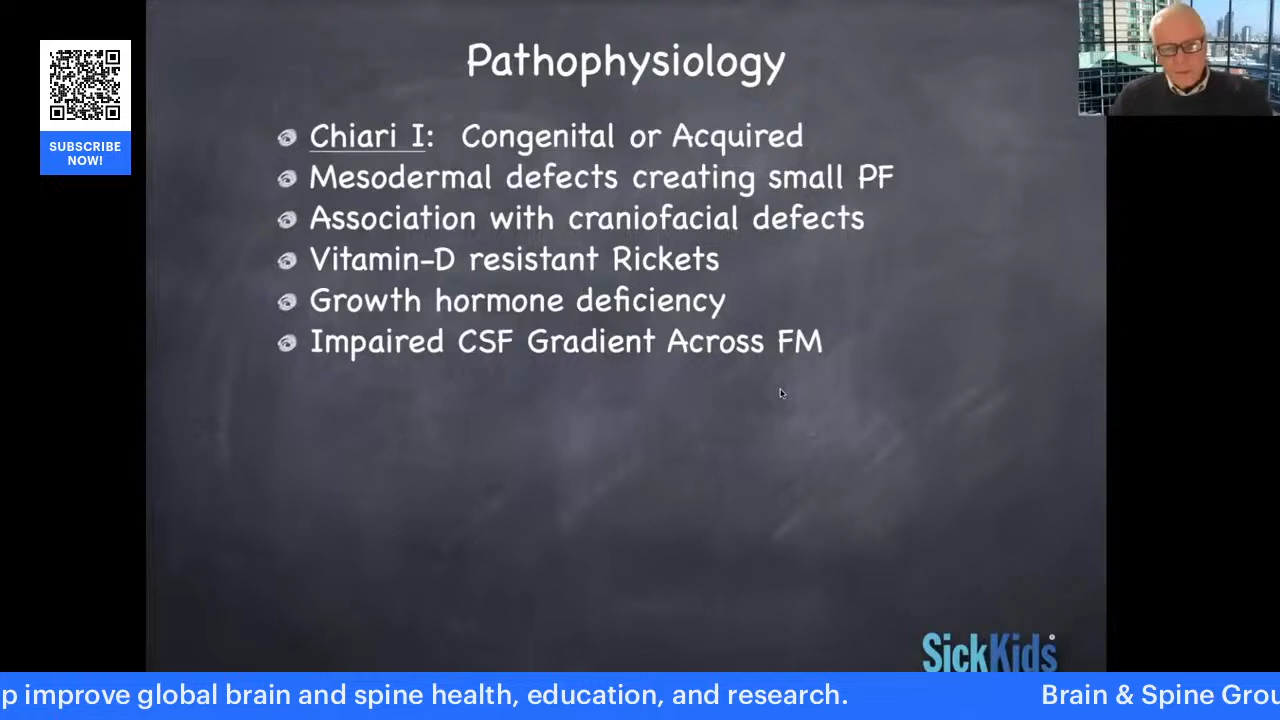 Pathophysiology
Chiari I: Congenital or Acquired
Mesodermal defects creating small PF
Association with craniofacial defects
Vitamin-D resistant Rickets
Growth hormone deficiency
Impaired CSF Gradient Across FM
SUBSCRIBE
NOW!
SickKids
p improve global brain and spine health, education, and research. Brain & Spine Grou